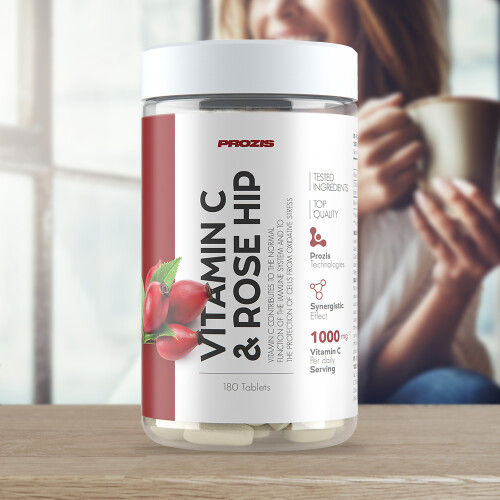 PROZIS
VITAMIN C
& ROSE HIP
VITAMIN C CONTRIBUTES TO THE NORMAL
FUNCTION OF THE IMMUNE SYSTEM AND TO
THE PROTECTION OF CELLS FROM OXIDATIVE STRESS
180 Tablets
TESTED
INGREDIENTS
TOP
QUALITY
Prozis
Technologies
Synergistic
Effect
1000mg
Vitamin C
Per daily
Serving